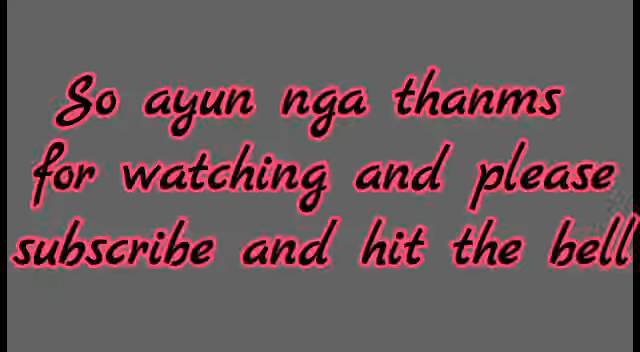 So ayun nga thanms
for watching and please
subscribe and hit the bell